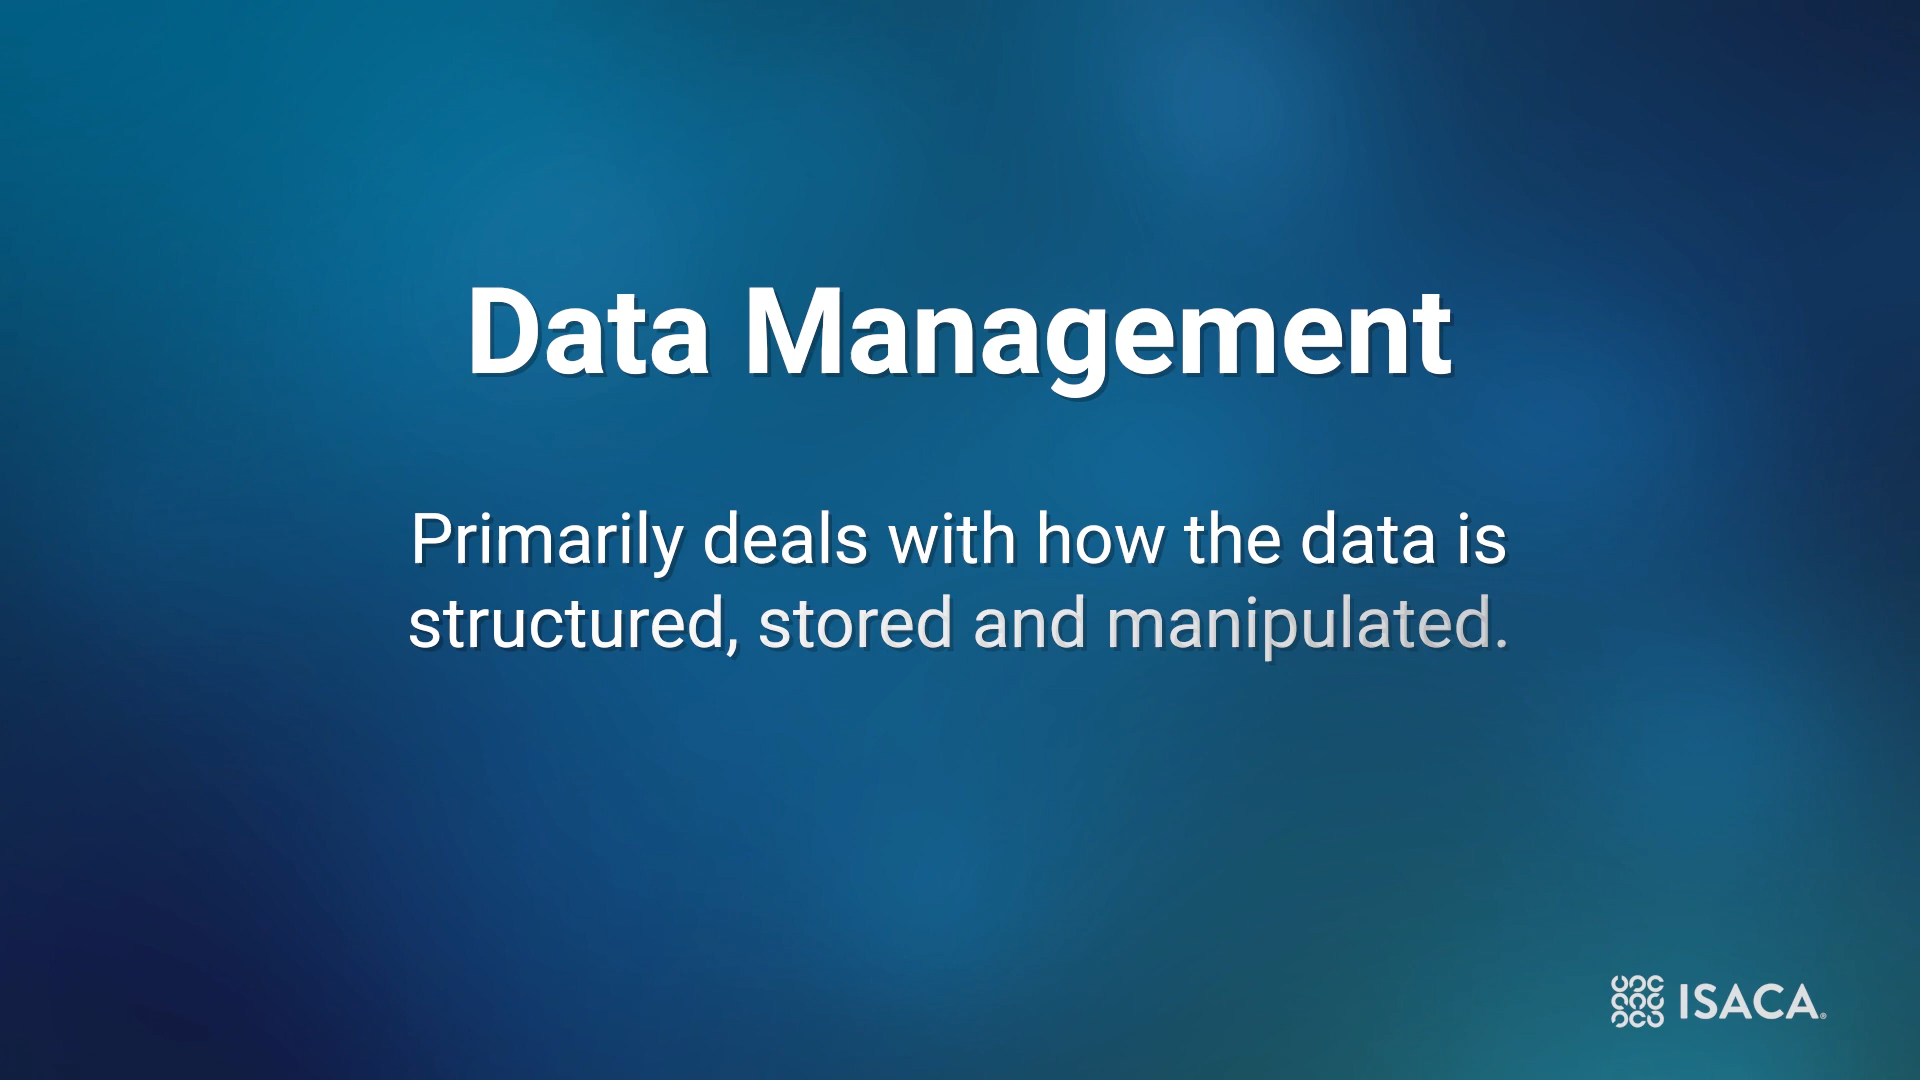 Data Management
Primarily deals with how the data is
structured, stored and manipulated.
ISACA®